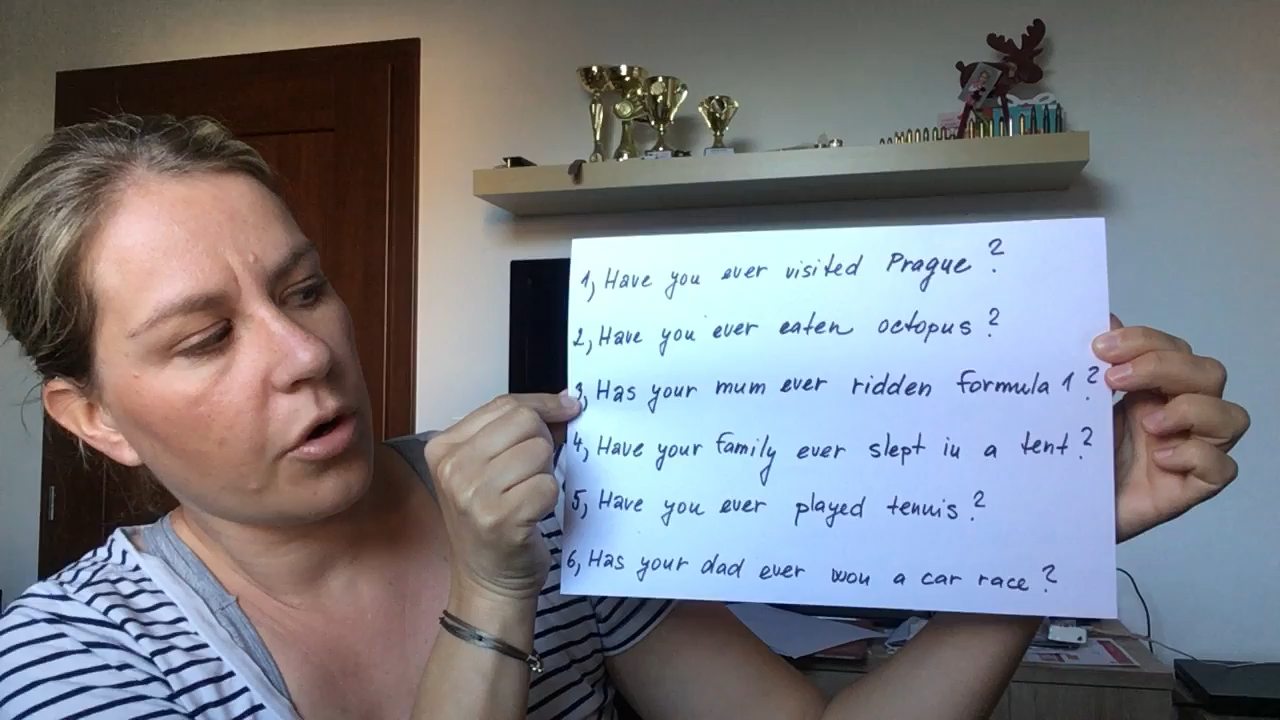 1, Have you ever visited Prague?
2, Have you ever eaten octopus?
3, Has your mum ever ridden formula 1?
4, Have your family ever slept in a tent?
5, Have you ever played tennis?
6, Has your dad ever won a car race?